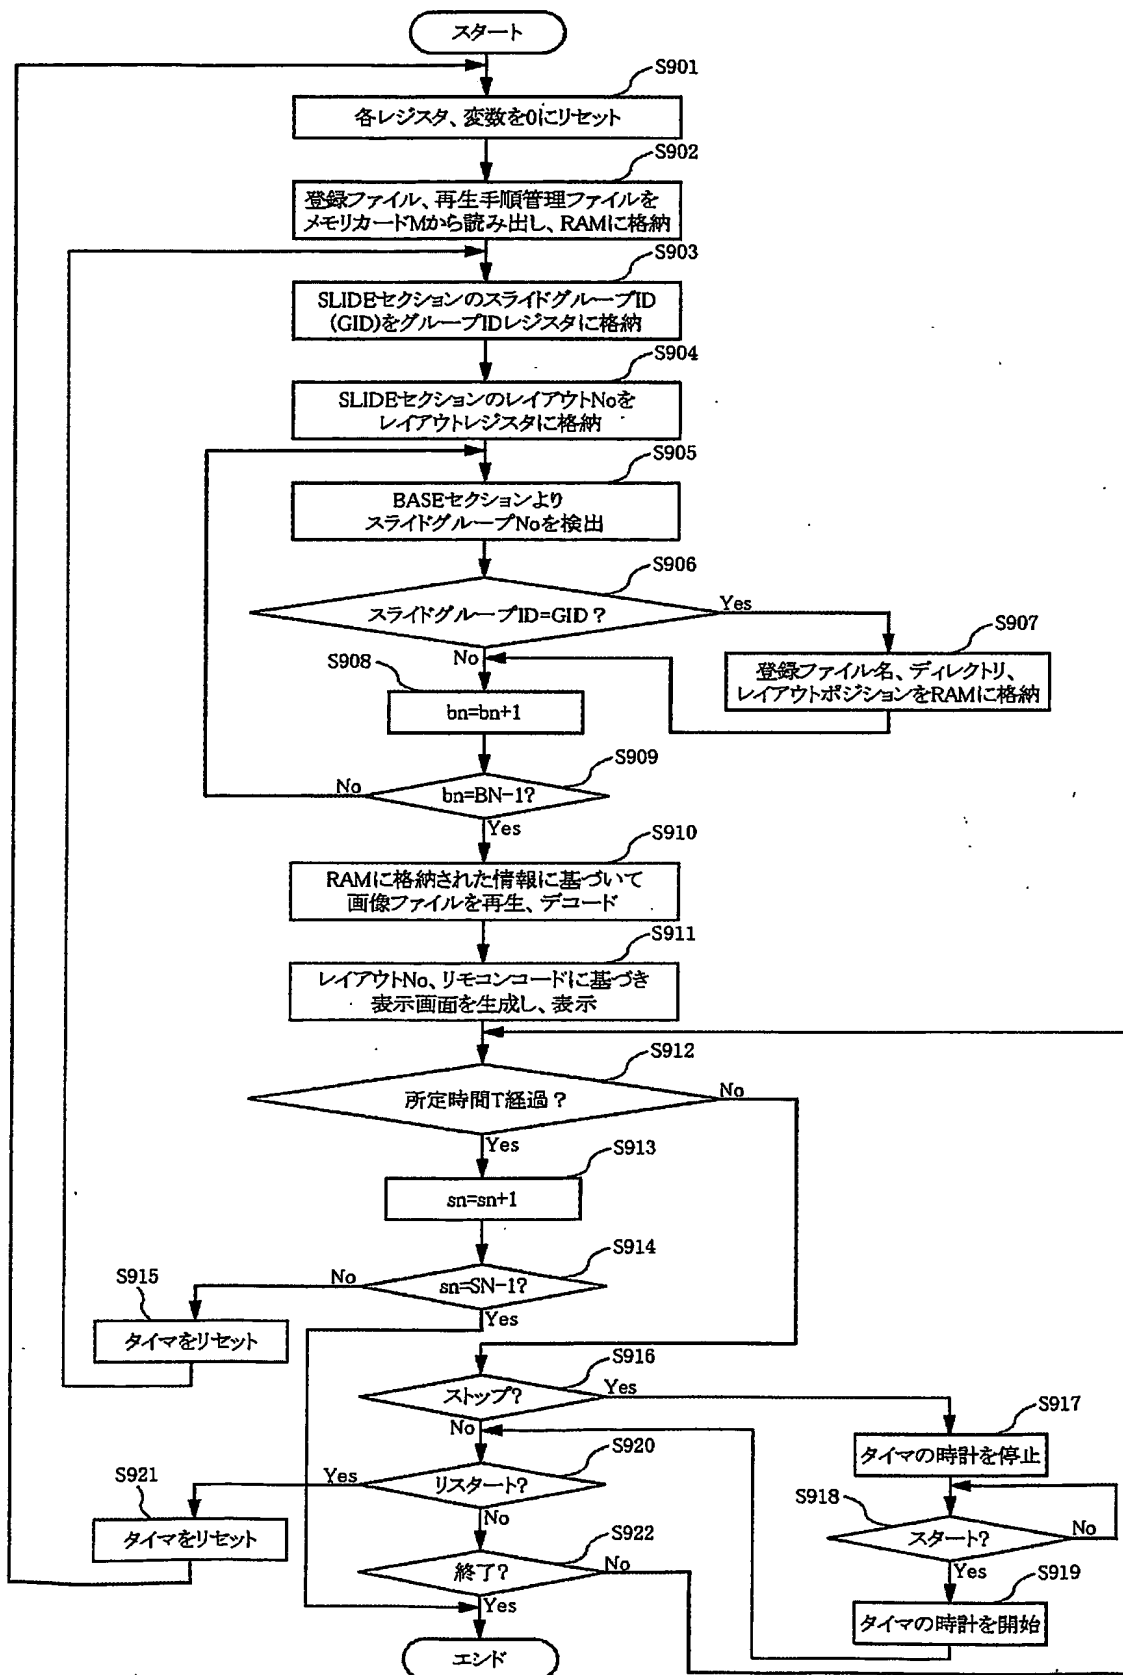 スタート
S901
各レジスタ、変数を0にリセット
S902
登録ファイル、再生手順管理ファイルを
メモリカードMから読み出し、RAMに格納
S903
SLIDEセクションのスライドグループID
(GID)をグループIDレジスタに格納
S904
SLIDEセクションのレイアウトNoを
レイアウトレジスタに格納
S905
BASEセクションより
スライドグループNoを検出
S906
スライドグループID=GID?
Yes
No
S907
登録ファイル名、ディレクトリ、
レイアウトポジションをRAMに格納
S908
bn=bn+1
S909
bn=BN-1?
No
Yes
S910
RAMに格納された情報に基づいて
画像ファイルを再生、デコード
S911
レイアウトNo、リモコンコードに基づき
表示画面を生成し、表示
S912
所定時間T経過?
No
Yes
S913
sn=sn+1
S914
sn=SN-1?
No
Yes
S915
タイマをリセット
S916
ストップ?
Yes
No
S917
タイマの時計を停止
S918
スタート?
No
Yes
S919
タイマの時計を開始
S920
リスタート?
Yes
No
S921
タイマをリセット
S922
終了?
No
Yes
エンド